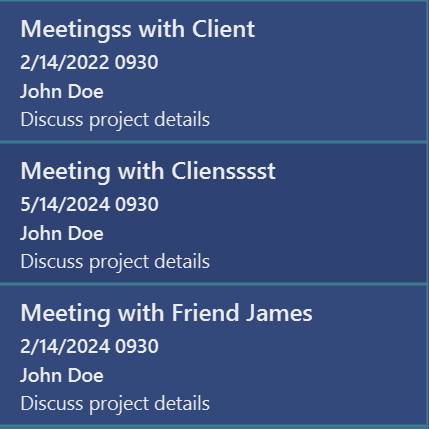 Meetingss with Client
2/14/2022 0930
John Doe
Discuss project details
Meeting with Cliensssst
5/14/2024 0930
John Doe
Discuss project details
Meeting with Friend James
2/14/2024 0930
John Doe
Discuss project details